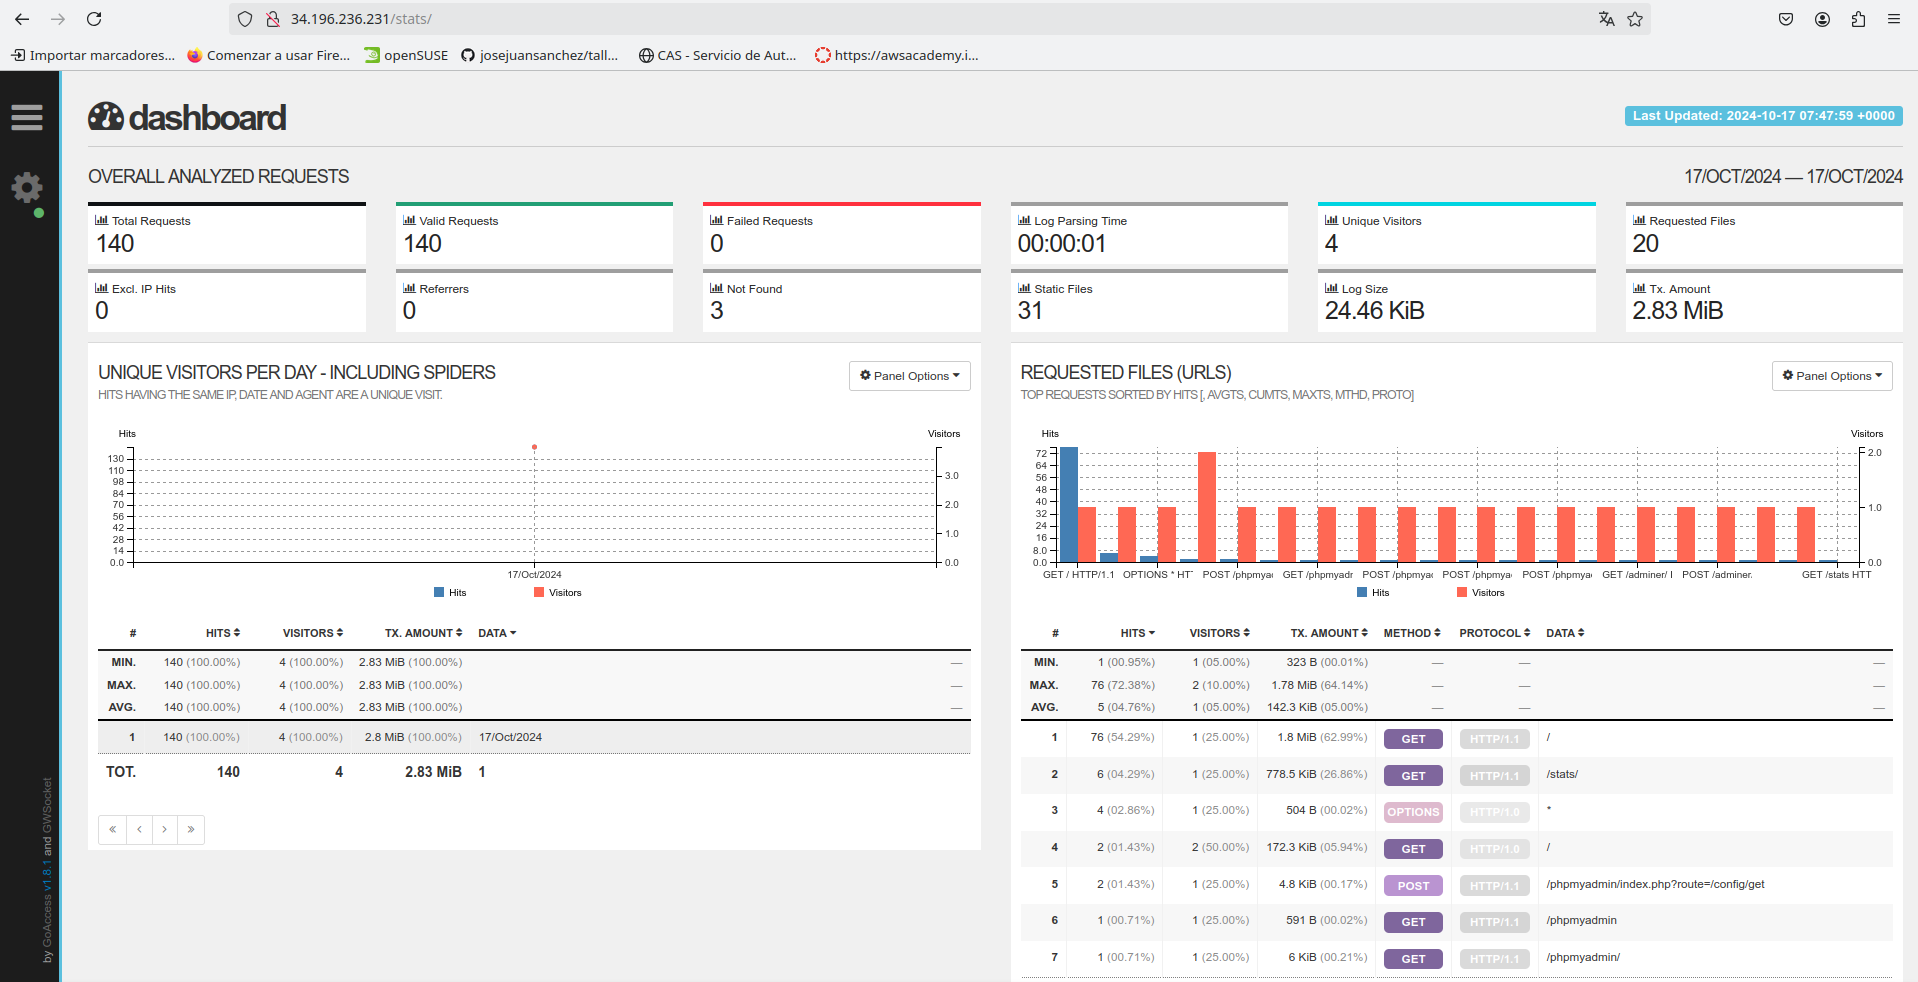 34.196.236.231/stats/
Importar marcadores... Comenzar a usar Fire... openSUSE josejuansanchez/tall... CAS - Servicio de Aut... https://awsacademy.i...
dashboard
Last Updated: 2024-10-17 07:47:59 +0000
OVERALL ANALYZED REQUESTS
17/OCT/2024 — 17/OCT/2024
Total Requests
140
Valid Requests
140
Failed Requests
0
Log Parsing Time
00:00:01
Unique Visitors
4
Requested Files
20
Excl. IP Hits
0
Referrers
0
Not Found
3
Static Files
31
Log Size
24.46 KiB
Tx. Amount
2.83 MiB
UNIQUE VISITORS PER DAY - INCLUDING SPIDERS
Panel Options
HITS HAVING THE SAME IP, DATE AND AGENT ARE A UNIQUE VISIT.
Hits Visitors
130
110
98
84
70
56
42
28
14
0.0
3.0
2.0
1.0
0.0
17/Oct/2024
Hits Visitors
# HITS VISITORS TX. AMOUNT DATA
MIN. 140 (100.00%) 4 (100.00%) 2.83 MiB (100.00%) —
MAX. 140 (100.00%) 4 (100.00%) 2.83 MiB (100.00%) —
AVG. 140 (100.00%) 4 (100.00%) 2.83 MiB (100.00%) —
1 140 (100.00%) 4 (100.00%) 2.8 MiB (100.00%) 17/Oct/2024
TOT. 140 4 2.83 MiB 1
« ‹ › »
REQUESTED FILES (URLS)
Panel Options
TOP REQUESTS SORTED BY HITS [, AVGTS, CUMTS, MAXTS, MTHD, PROTO]
Hits Visitors
72
64
56
48
40
32
24
16
8.0
0.0
2.0
1.0
0.0
GET / HTTP/1.1 OPTIONS * HT POST /phpmyad GET /phpmyadr POST /phpmyac POST /phpmya POST /phpmya GET /adminer/ POST /adminer. GET /stats HTT
Hits Visitors
# HITS VISITORS TX. AMOUNT METHOD PROTOCOL DATA
MIN. 1 (00.95%) 1 (05.00%) 323 B (00.01%) — — —
MAX. 76 (72.38%) 2 (10.00%) 1.78 MiB (64.14%) — — —
AVG. 5 (04.76%) 1 (05.00%) 142.3 KiB (05.00%) — — —
1 76 (54.29%) 1 (25.00%) 1.8 MiB (62.99%) GET HTTP/1.1 /
2 6 (04.29%) 1 (25.00%) 778.5 KiB (26.86%) GET HTTP/1.1 /stats/
3 4 (02.86%) 1 (25.00%) 504 B (00.02%) OPTIONS HTTP/1.0 *
4 2 (01.43%) 2 (50.00%) 172.3 KiB (05.94%) GET HTTP/1.0 /
5 2 (01.43%) 1 (25.00%) 4.8 KiB (00.17%) POST HTTP/1.1 /phpmyadmin/index.php?route=/config/get
6 1 (00.71%) 1 (25.00%) 591 B (00.02%) GET HTTP/1.1 /phpmyadmin
7 1 (00.71%) 1 (25.00%) 6 KiB (00.21%) GET HTTP/1.1 /phpmyadmin/
by GoAccess v1.8.1 and GWSocket